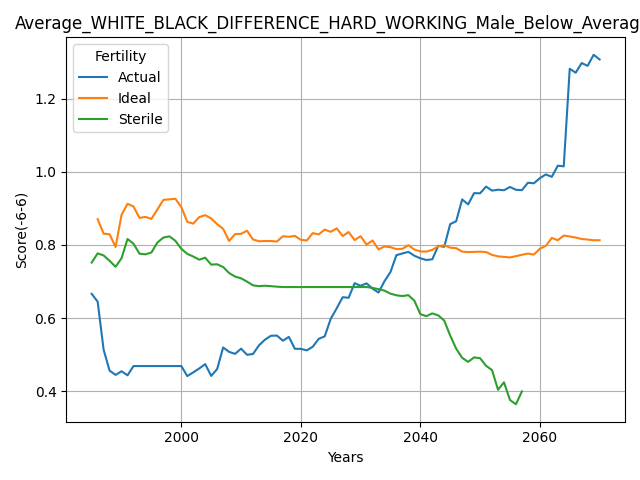 Average_WHITE_BLACK_DIFFERENCE_HARD_WORKING_Male_Below_Averag
Fertility
Actual
Ideal
Sterile
Score(-6-6)
1.2
1.0
0.8
0.6
0.4
2000 2020 2040 2060
Years